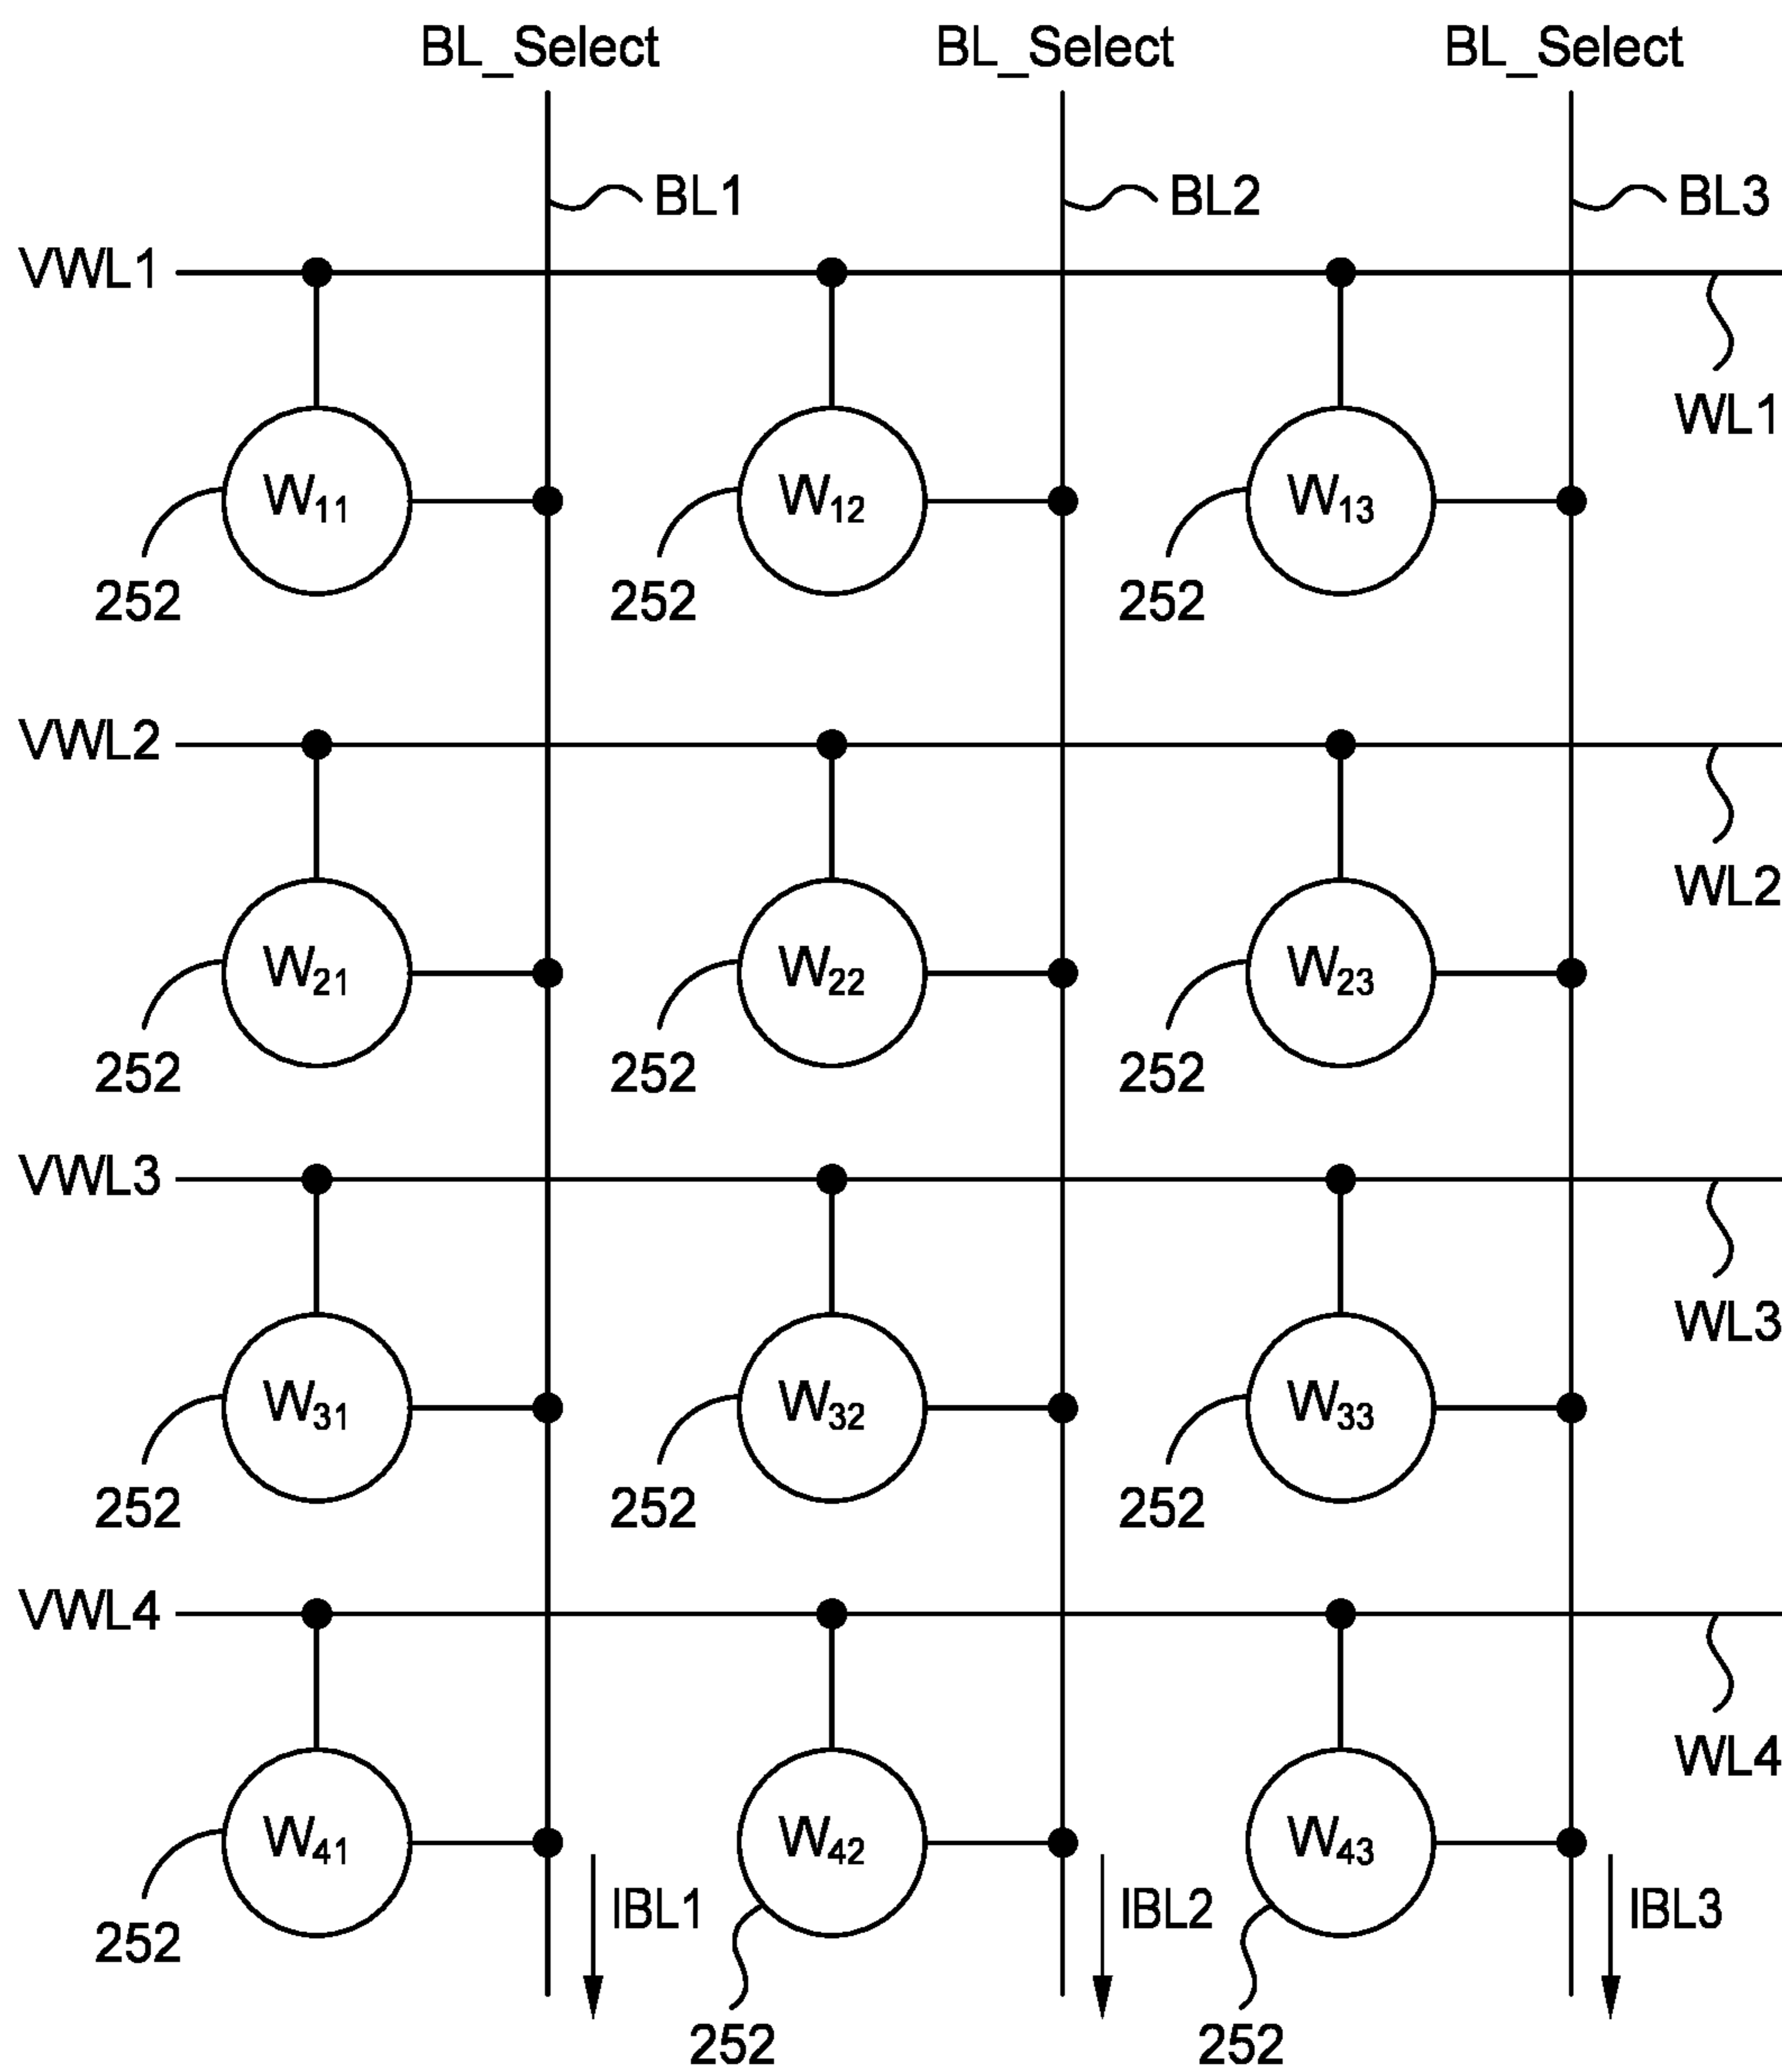 BL_Select BL_Select BL_Select
BL1 BL2 BL3
VWL1
WL1
W11 W12 W13
252 252 252
VWL2
WL2
W21 W22 W23
252 252 252
VWL3
WL3
W31 W32 W33
252 252 252
VWL4
WL4
W41 W42 W43
252 IBL1 IBL2 IBL3
252 252